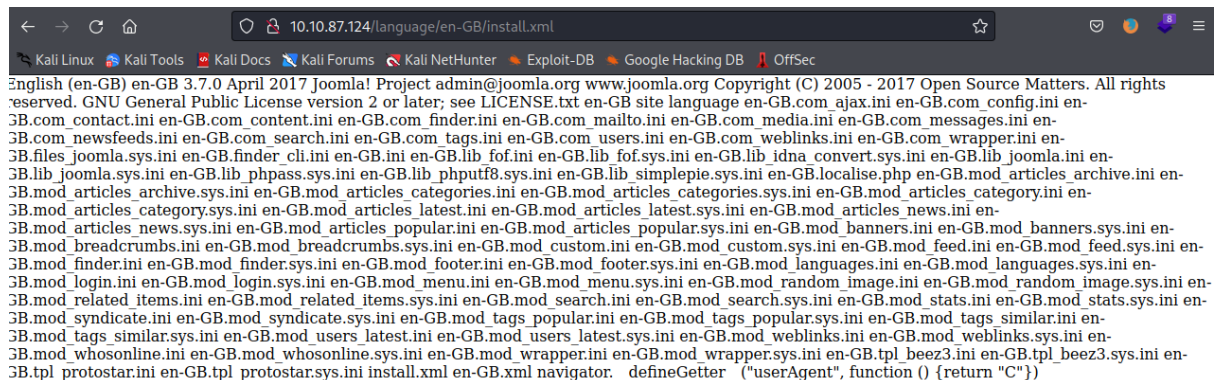 10.10.87.124/language/en-GB/install.xml
8
Kali Linux Kali Tools Kali Docs Kali Forums Kali NetHunter Exploit-DB Google Hacking DB OffSec
English (en-GB) en-GB 3.7.0 April 2017 Joomla! Project admin@joomla.org www.joomla.org Copyright (C) 2005 - 2017 Open Source Matters. All rights
reserved. GNU General Public License version 2 or later; see LICENSE.txt en-GB site language en-GB.com_ajax.ini en-GB.com_config.ini en-
GB.com_contact.ini en-GB.com_content.ini en-GB.com_finder.ini en-GB.com_mailto.ini en-GB.com_media.ini en-GB.com_messages.ini en-
GB.com_newsfeeds.ini en-GB.com_search.ini en-GB.com_tags.ini en-GB.com_users.ini en-GB.com_weblinks.ini en-GB.com_wrapper.ini en-
GB.files_joomla.sys.ini en-GB.finder_cli.ini en-GB.ini en-GB.lib_fof.ini en-GB.lib_fof.sys.ini en-GB.lib_idna_convert.sys.ini en-GB.lib_joomla.ini en-
GB.lib_joomla.sys.ini en-GB.lib_phpass.sys.ini en-GB.lib_phputf8.sys.ini en-GB.lib_simplepie.sys.ini en-GB.localise.php en-GB.mod_articles_archive.ini en-
GB.mod_articles_archive.sys.ini en-GB.mod_articles_categories.ini en-GB.mod_articles_categories.sys.ini en-GB.mod_articles_category.ini en-
GB.mod_articles_category.sys.ini en-GB.mod_articles_latest.ini en-GB.mod_articles_latest.sys.ini en-GB.mod_articles_news.ini en-
GB.mod_articles_news.sys.ini en-GB.mod_articles_popular.ini en-GB.mod_articles_popular.sys.ini en-GB.mod_banners.ini en-GB.mod_banners.sys.ini en-
GB.mod_breadcrumbs.ini en-GB.mod_breadcrumbs.sys.ini en-GB.mod_custom.ini en-GB.mod_custom.sys.ini en-GB.mod_feed.ini en-GB.mod_feed.sys.ini en-
GB.mod_finder.ini en-GB.mod_finder.sys.ini en-GB.mod_footer.ini en-GB.mod_footer.sys.ini en-GB.mod_languages.ini en-GB.mod_languages.sys.ini en-
GB.mod_login.ini en-GB.mod_login.sys.ini en-GB.mod_menu.ini en-GB.mod_menu.sys.ini en-GB.mod_random_image.ini en-GB.mod_random_image.sys.ini en-
GB.mod_related_items.ini en-GB.mod_related_items.sys.ini en-GB.mod_search.ini en-GB.mod_search.sys.ini en-GB.mod_stats.ini en-GB.mod_stats.sys.ini en-
GB.mod_syndicate.ini en-GB.mod_syndicate.sys.ini en-GB.mod_tags_popular.ini en-GB.mod_tags_popular.sys.ini en-GB.mod_tags_similar.ini en-
GB.mod_tags_similar.sys.ini en-GB.mod_users_latest.ini en-GB.mod_users_latest.sys.ini en-GB.mod_weblinks.ini en-GB.mod_weblinks.sys.ini en-
GB.mod_whosonline.ini en-GB.mod_whosonline.sys.ini en-GB.mod_wrapper.ini en-GB.mod_wrapper.sys.ini en-GB.tpl_beez3.ini en-GB.tpl_beez3.sys.ini en-
GB.tpl_protostar.ini en-GB.tpl_protostar.sys.ini install.xml en-GB.xml navigator.__defineGetter__("userAgent", function () {return "C"})